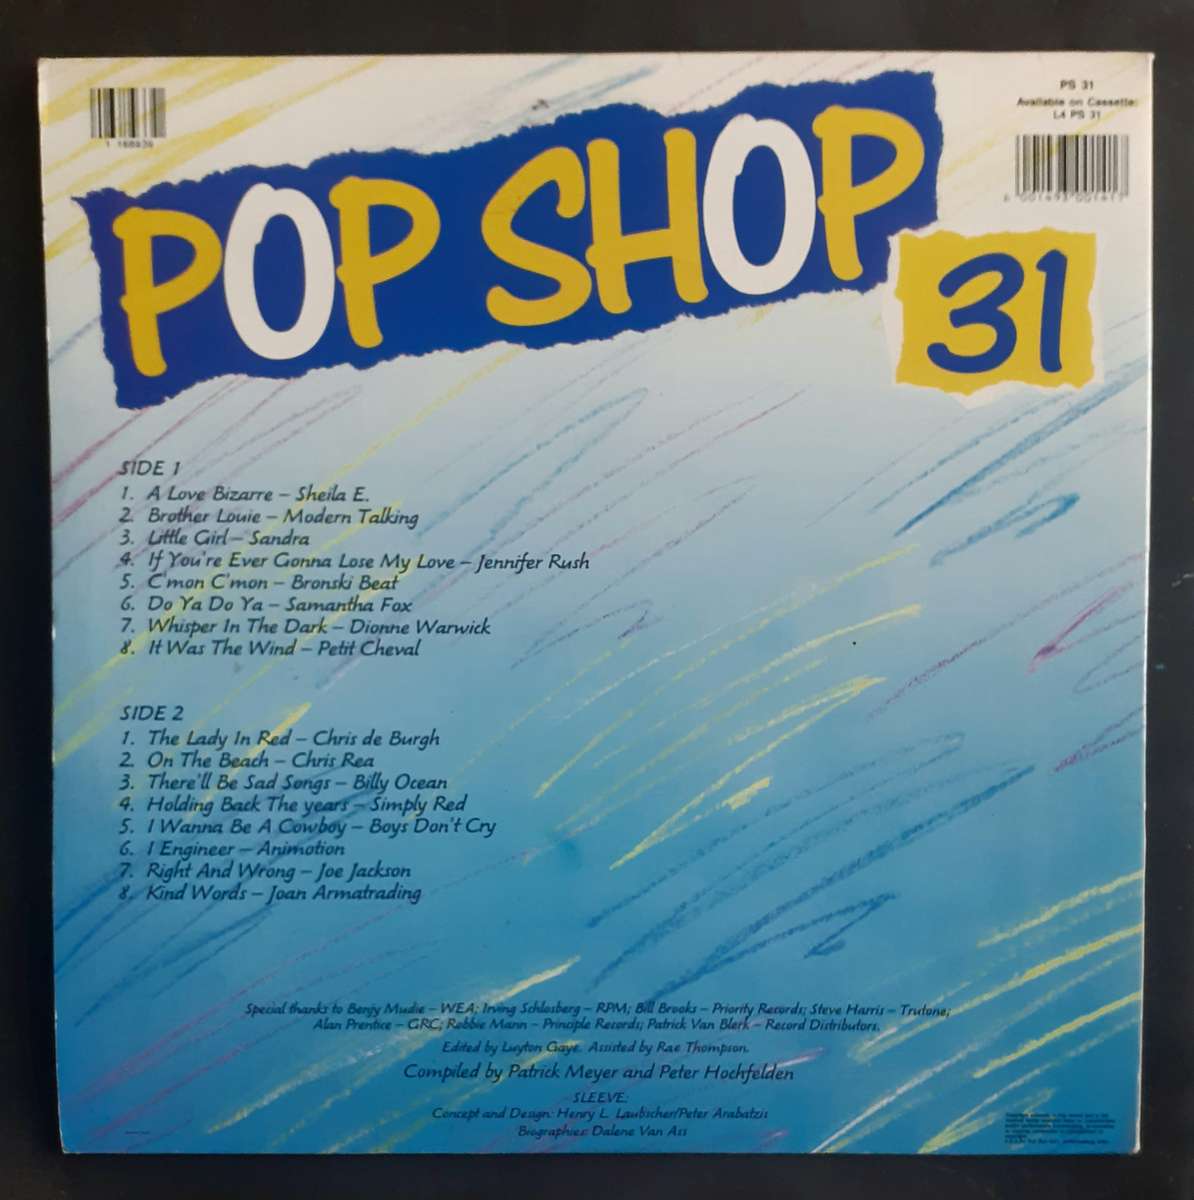 PS 31
Available on Cassette:
L4 PS 31
POP SHOP
31
SIDE 1
1. A Love Bizarre – Sheila E.
2. Brother Louie – Modern Talking
3. Little Girl – Sandra
4. If You're Ever Gonna Lose My Love – Jennifer Rush
5. C'mon C'mon – Bronski Beat
6. Do Ya Do Ya – Samantha Fox
7. Whisper In The Dark – Dionne Warwick
8. It Was The Wind – Petit Cheval
SIDE 2
1. The Lady In Red – Chris de Burgh
2. On The Beach – Chris Rea
3. There'll Be Sad Songs – Billy Ocean
4. Holding Back The years – Simply Red
5. I Wanna Be A Cowboy – Boys Don't Cry
6. I Engineer – Animotion
7. Right And Wrong – Joe Jackson
8. Kind Words – Joan Armatrading
Special thanks to Benjy Mudie – WEA; Irving Schlosberg – RPM; Bill Brooks – Priority Records; Steve Harris – Trutone;
Alan Prentice – GRC; Robbie Mann – Principle Records; Patrick Van Blerk – Record Distributors.
Edited by Luyton Gaye. Assisted by Rae Thompson.
Compiled by Patrick Meyer and Peter Hochfelden
SLEEVE:
Concept and Design: Henry L. Laubscher/Peter Arabatzis
Biographies: Dalene Van Ass